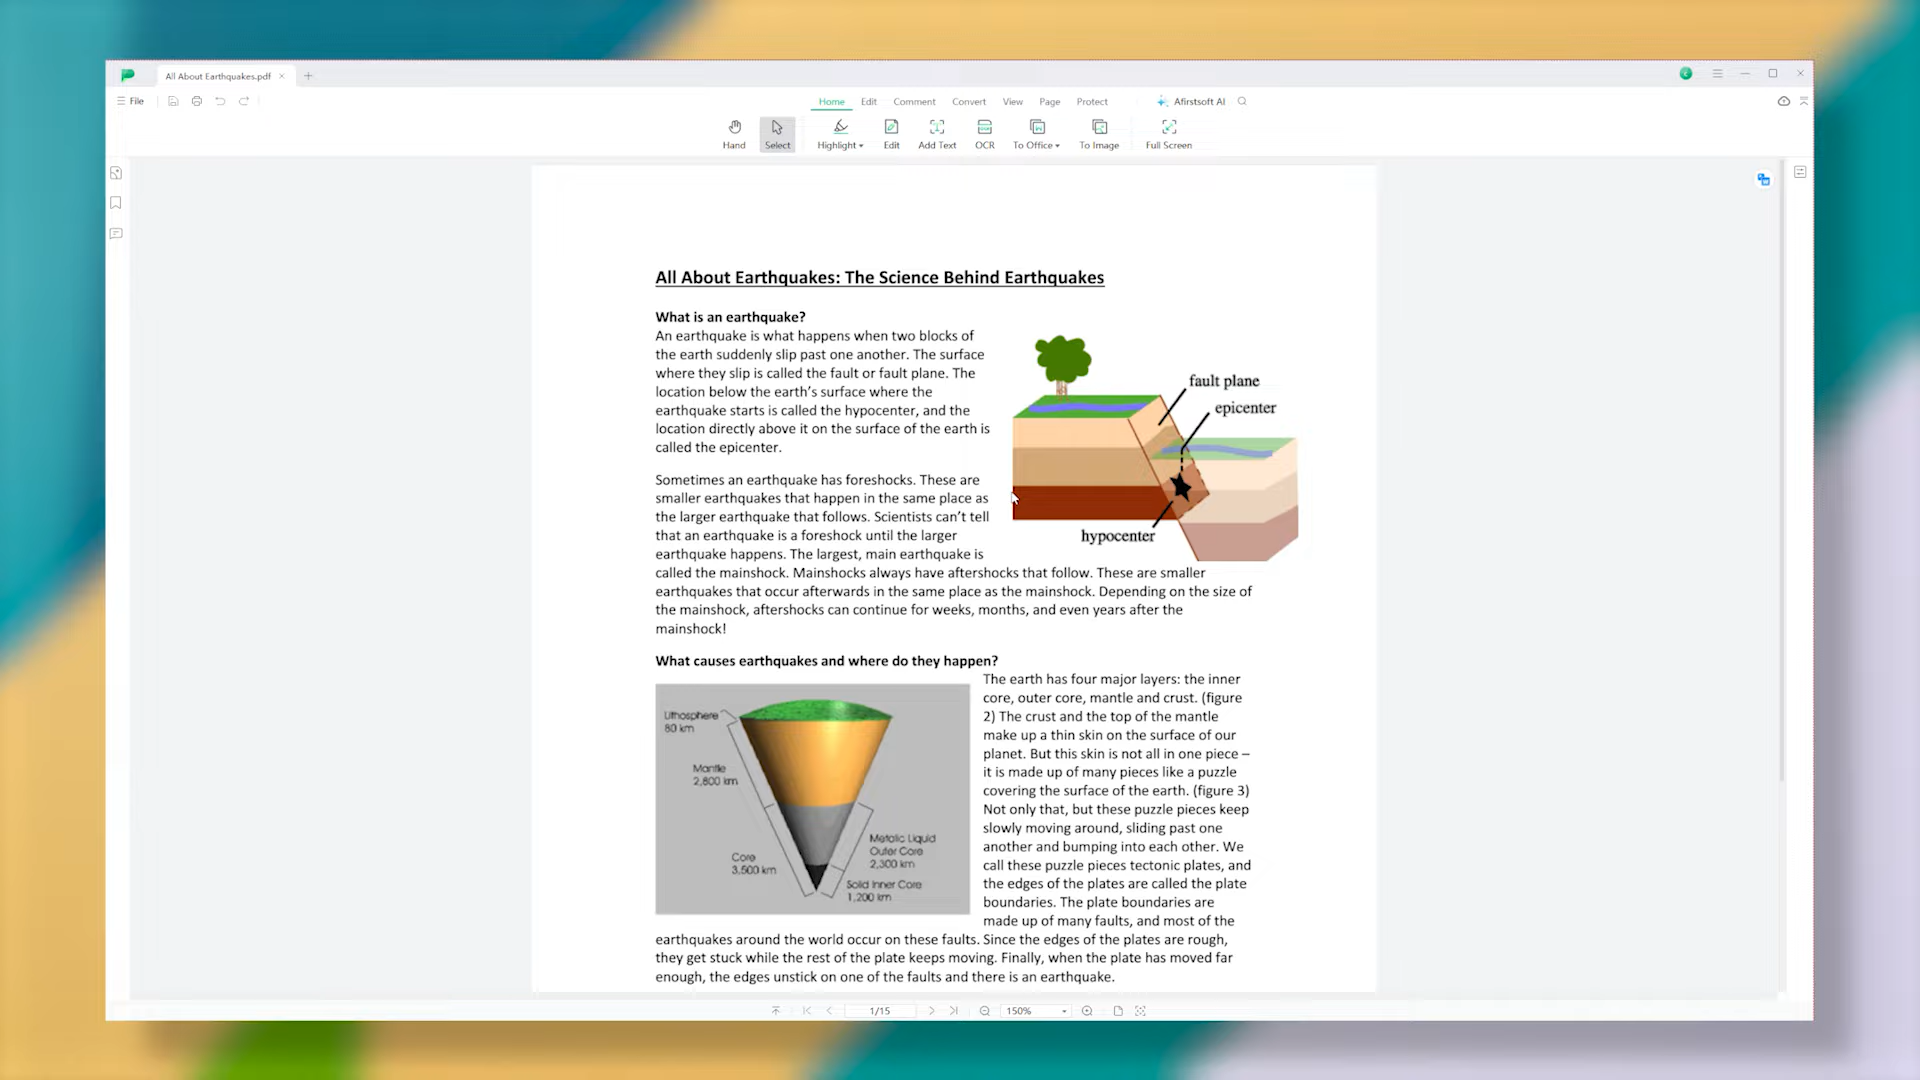 All About Earthquakes.pdf
File
Home Edit Comment Convert View Page Protect Afirstsoft AI
Hand Select Highlight Edit Add Text OCR To Office To Image Full Screen
All About Earthquakes: The Science Behind Earthquakes
What is an earthquake?
An earthquake is what happens when two blocks of
the earth suddenly slip past one another. The surface
where they slip is called the fault or fault plane. The
location below the earth’s surface where the
earthquake starts is called the hypocenter, and the
location directly above it on the surface of the earth is
called the epicenter.
fault plane
epicenter
hypocenter
Sometimes an earthquake has foreshocks. These are
smaller earthquakes that happen in the same place as
the larger earthquake that follows. Scientists can’t tell
that an earthquake is a foreshock until the larger
earthquake happens. The largest, main earthquake is
called the mainshock. Mainshocks always have aftershocks that follow. These are smaller
earthquakes that occur afterwards in the same place as the mainshock. Depending on the size of
the mainshock, aftershocks can continue for weeks, months, and even years after the
mainshock!
What causes earthquakes and where do they happen?
Lithosphere
80 km
Mantle
2,800 km
Core
3,500 km
Metalic Liquid
Outer Core
2,300 km
Solid Inner Core
1,200 km
The earth has four major layers: the inner
core, outer core, mantle and crust. (figure
2) The crust and the top of the mantle
make up a thin skin on the surface of our
planet. But this skin is not all in one piece –
it is made up of many pieces like a puzzle
covering the surface of the earth. (figure 3)
Not only that, but these puzzle pieces keep
slowly moving around, sliding past one
another and bumping into each other. We
call these puzzle pieces tectonic plates, and
the edges of the plates are called the plate
boundaries. The plate boundaries are
made up of many faults, and most of the
earthquakes around the world occur on these faults. Since the edges of the plates are rough,
they get stuck while the rest of the plate keeps moving. Finally, when the plate has moved far
enough, the edges unstick on one of the faults and there is an earthquake.
1/15
150%